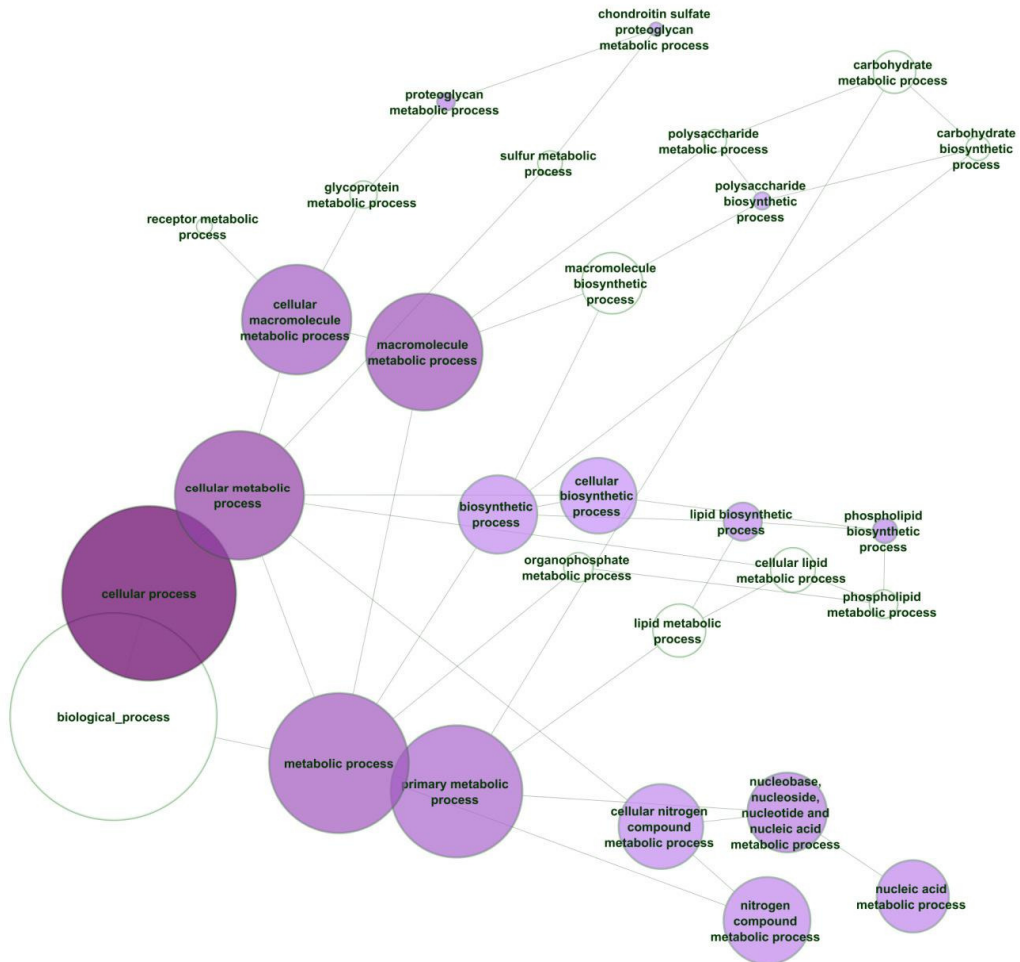 chondroitin sulfate
proteoglycan
metabolic process
carbohydrate
metabolic process
proteoglycan
metabolic process
polysaccharide
metabolic process
carbohydrate
biosynthetic
process
sulfur metabolic
process
glycoprotein
metabolic process
polysaccharide
biosynthetic
process
receptor metabolic
process
macromolecule
biosynthetic
process
cellular
macromolecule
metabolic process
macromolecule
metabolic process
cellular metabolic
process
cellular
biosynthetic
process
biosynthetic
process
lipid biosynthetic
process
phospholipid
biosynthetic
process
organophosphate
metabolic process
cellular lipid
metabolic process
cellular process
phospholipid
metabolic process
lipid metabolic
process
biological_process
metabolic process
primary metabolic
process
nucleobase,
nucleoside,
nucleotide and
nucleic acid
metabolic process
cellular nitrogen
compound
metabolic process
nucleic acid
metabolic process
nitrogen
compound
metabolic process